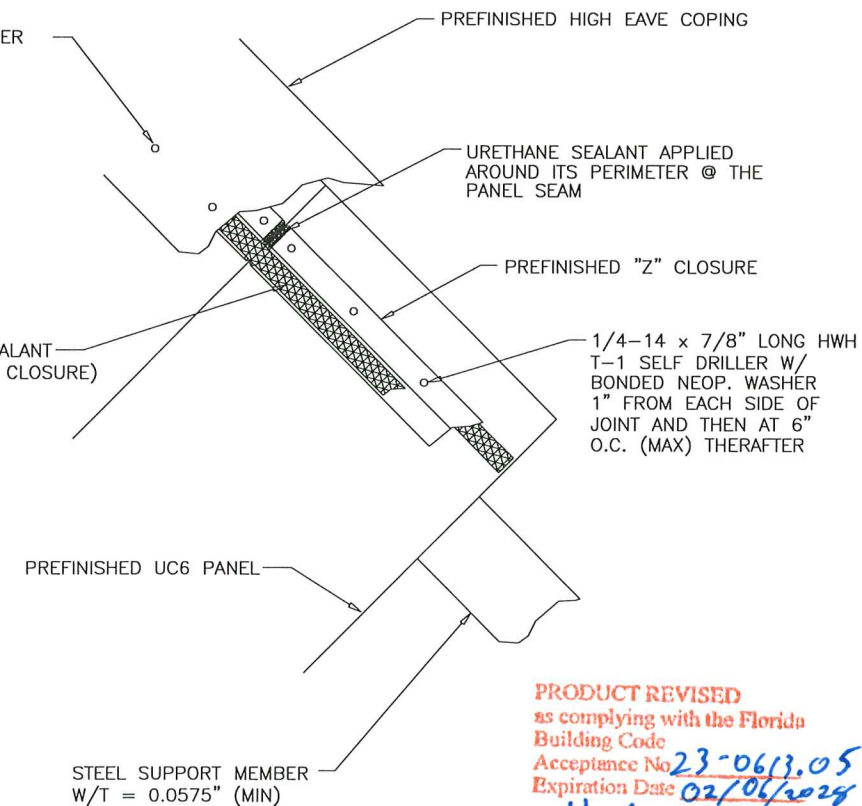 ER
PREFINISHED HIGH EAVE COPING
URETHANE SEALANT APPLIED
AROUND ITS PERIMETER @ THE
PANEL SEAM
PREFINISHED "Z" CLOSURE
ALANT
CLOSURE)
1/4-14 x 7/8" LONG HWH
T-1 SELF DRILLER W/
BONDED NEOP. WASHER
1" FROM EACH SIDE OF
JOINT AND THEN AT 6"
O.C. (MAX) THERAFTER
PREFINISHED UC6 PANEL
STEEL SUPPORT MEMBER
W/T = 0.0575" (MIN)
PRODUCT REVISED
as complying with the Florida
Building Code
Acceptance No 23-0613.05
Expiration Date 02/06/2028